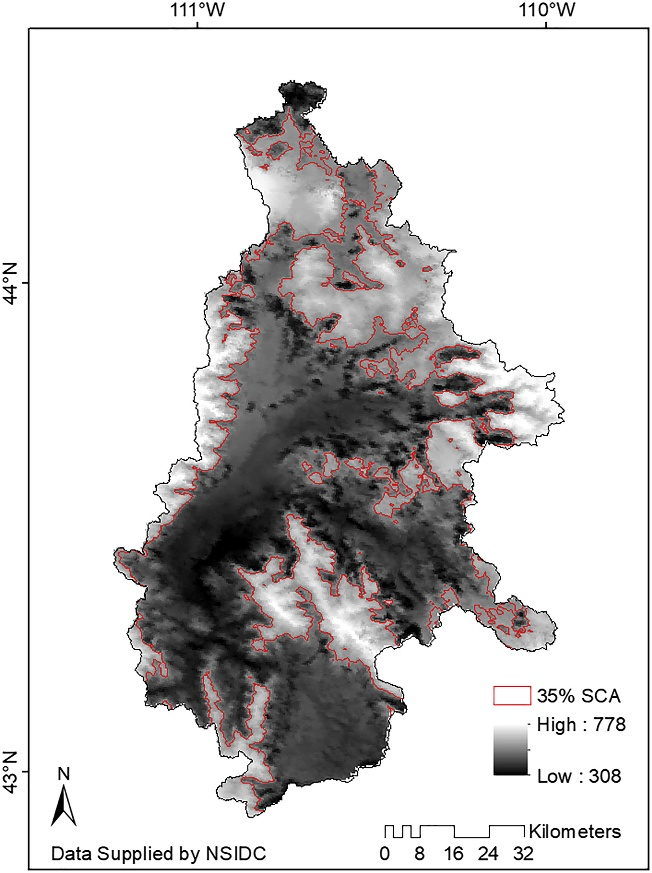 111°W 110°W
44°N
43°N
35% SCA
High : 778
Low : 308
N
Kilometers
0 8 16 24 32
Data Supplied by NSIDC